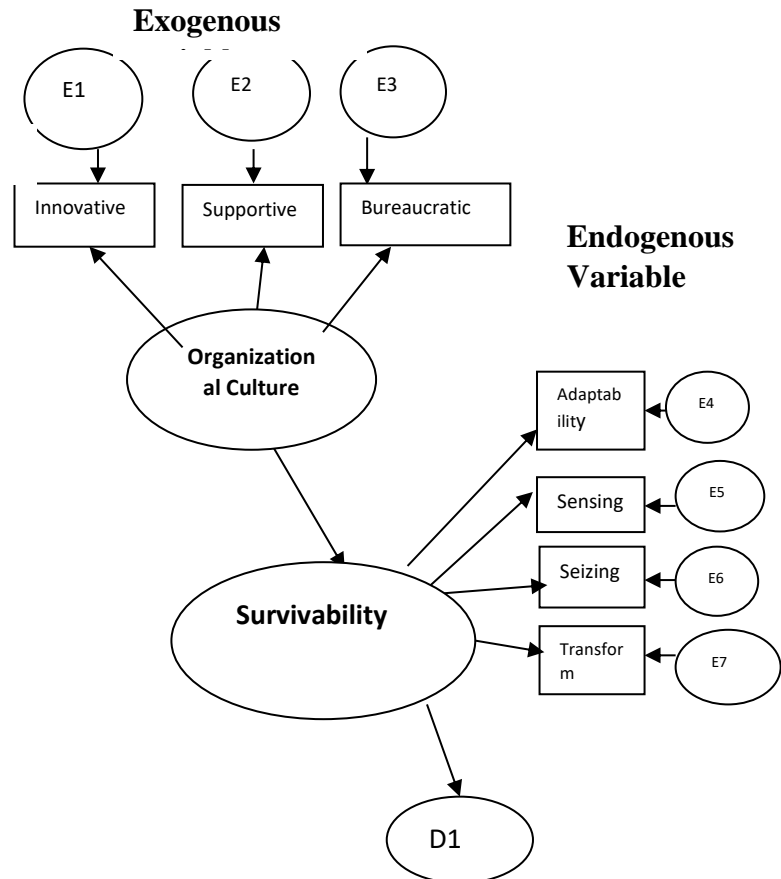 Exogenous
E1
E2
E3
Innovative
Supportive
Bureaucratic
Endogenous
Variable
Organization
al Culture
Adaptab
ility
E4
Sensing
E5
Seizing
E6
Survivability
Transfor
m
E7
D1